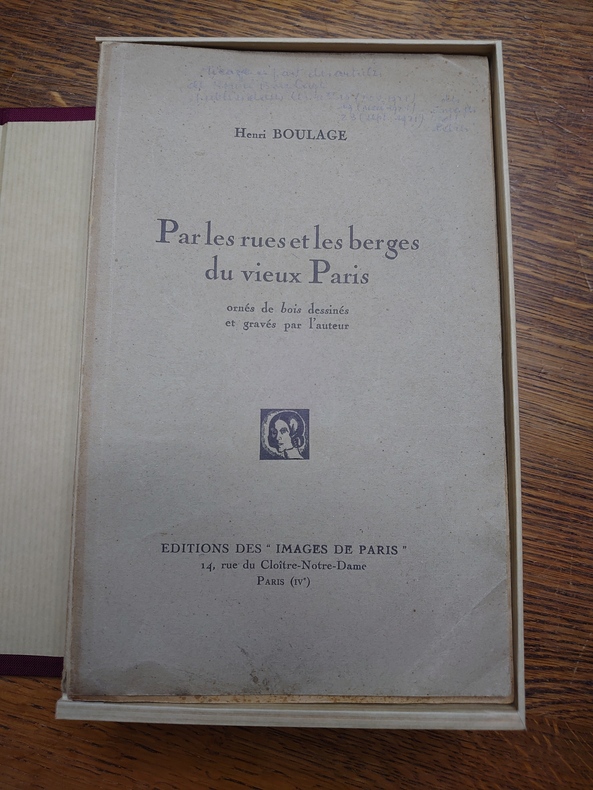 Henri BOULAGE
Par les rues et les berges
du vieux Paris
ornés de bois dessinés
et gravés par l'auteur
EDITIONS DES " IMAGES DE PARIS "
14, rue du Cloître-Notre-Dame
PARIS (IVᵉ)